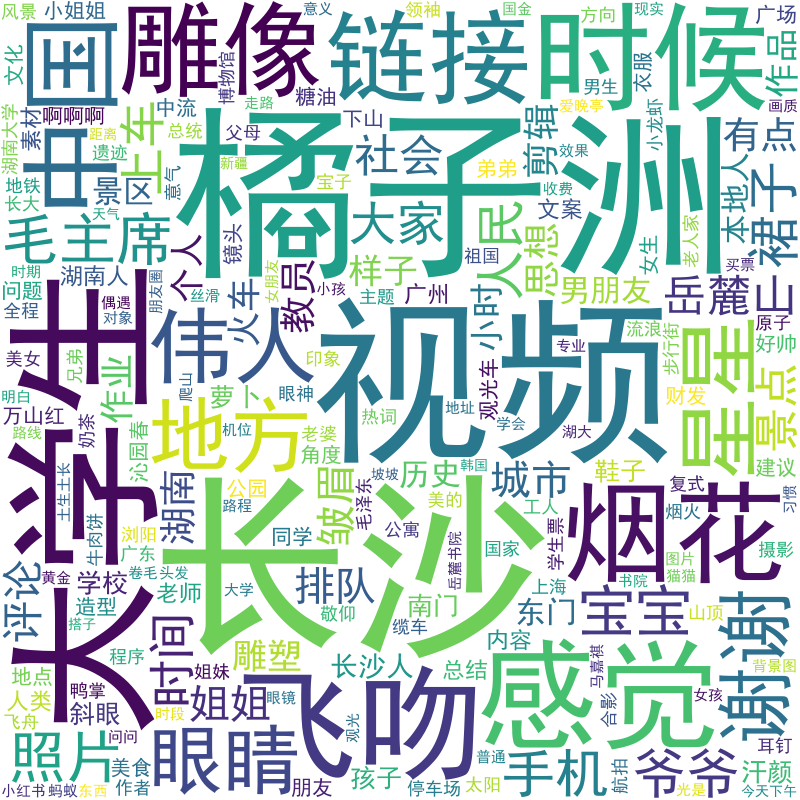 风景
小姐姐
国
雕像
链接
时候
意义
领袖
国金
方向
现实
广场
文化
中
博物馆
糖油
衣服
男生
作品
湖南大学
素材
啊啊啊
上车
中流
走路
下山
爱晚亭
画质
距离
总统
父母
社会
剪辑
有点
小龙虾
地铁
遗迹
意气
新疆
橘子洲
弟弟
效果
本地人
裙子
长大
天气
景区
宝子
大家
文案
收费
毛主席
个人
镜头
人民
思想
女生
老人家
祖国
时期
湖南人
朋友圈
火车
女朋友
教员
样子
小时
男朋友
岳麓山
买票
问题
全程
偶遇
丝滑
小孩
主题
广州
流浪
原子
对象
伟人
印象
观光车
专业
步行街
好帅
美女
兄弟
作业
爬山
萝卜
眼神
视频
星星
景点
明白
万山红
奶茶
沁园春
地方
老婆
热词
地址
学会
财发
路线
机位
角度
湖大
大学生
土生土长
湖南
公园
皱眉
坡坡
韩国
历史
城市
鞋子
复式
建议
牛肉饼
浏阳
路程
毛泽东
美的
工人
学生票
烟火
习惯
评论
广东
同学
长沙
公寓
岳麓书院
国家
烟花
图片
摄影
黄金
卷毛头发
学校
老师
大学
排队
上海
书院
猫猫
搭子
造型
时间
敬仰
南门
东门
宝宝
山顶
谢谢
地点
程序
雕塑
缆车
内容
人类
鸭掌
姐妹
长沙人
总结
感觉
马嘉祺
背景图
飞舟
斜眼
时段
姐姐
眼镜
飞吻
合影
女孩
耳钉
照片
问问
眼睛
观光
手机
爷爷
美食
孩子
普通
航拍
汗颜
小红书
蚂蚁
东西
作者
朋友
停车场
太阳
光是
今天下午